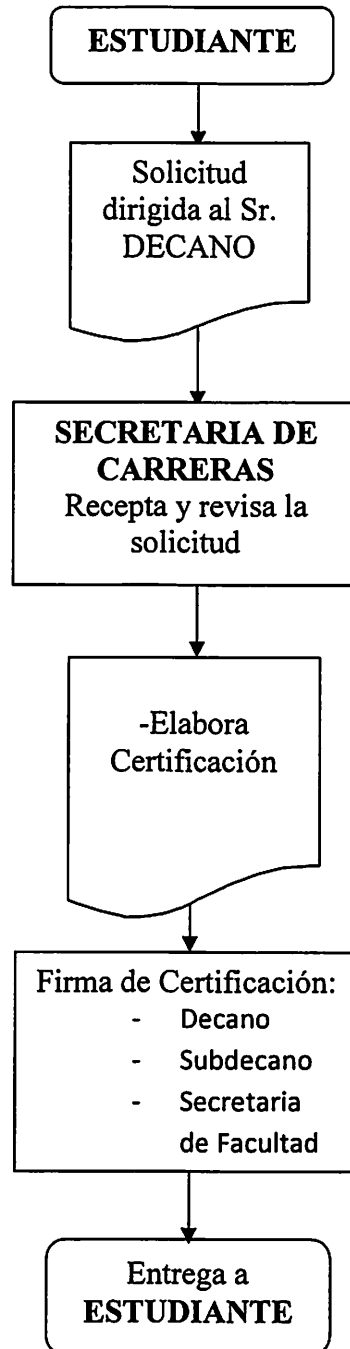 ESTUDIANTE
Solicitud
dirigida al Sr.
DECANO
SECRETARIA DE
CARRERAS
Recepta y revisa la
solicitud
-Elabora
Certificación
Firma de Certificación:
- Decano
- Subdecano
- Secretaria
de Facultad
Entrega a
ESTUDIANTE